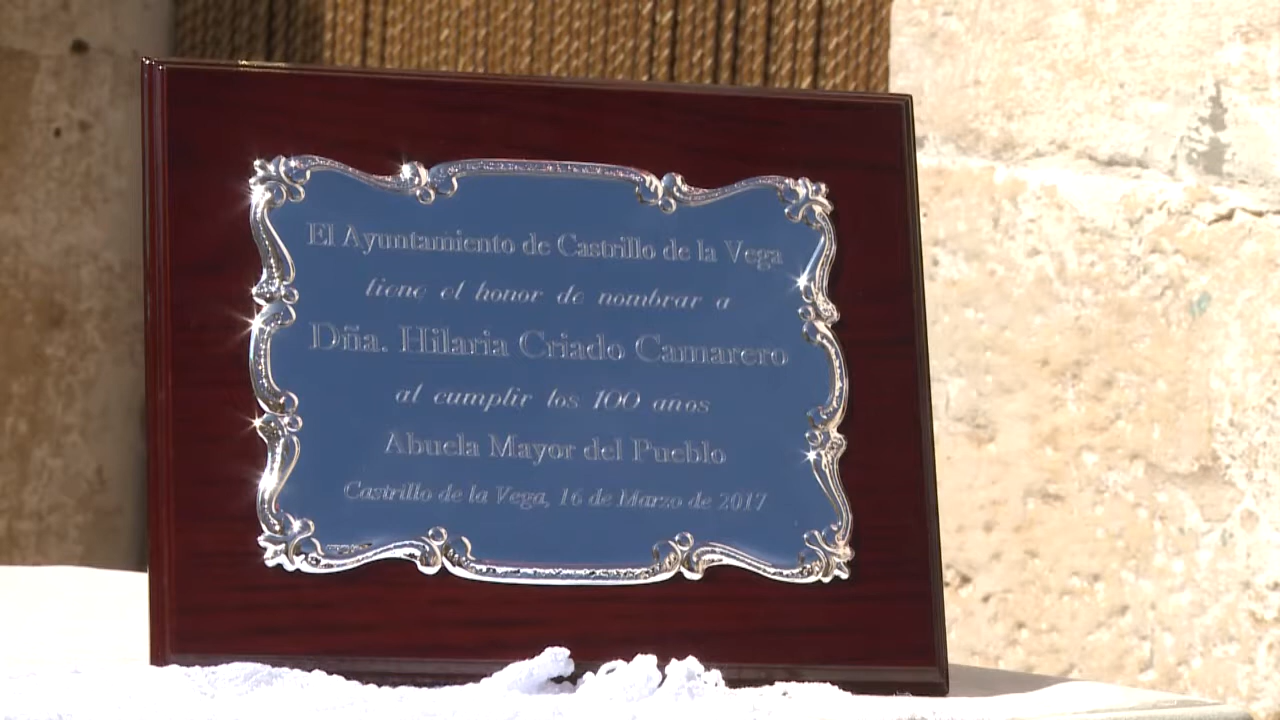 El Ayuntamiento de Castrillo de la Vega
tiene el honor de nombrar a
Dña. Hilaria Criado Camarero
al cumplir los 100 años
Abuela Mayor del Pueblo
Castrillo de la Vega, 16 de Marzo de 2017